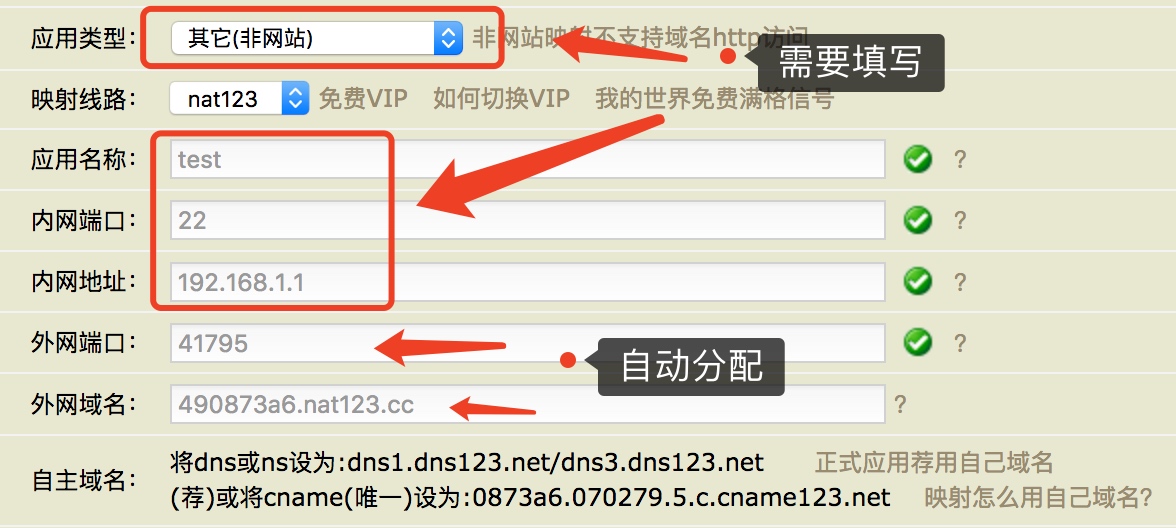 应用类型： 其它(非网站) 非网站映射不支持域名http访问
需要填写
映射线路： nat123 免费VIP 如何切换VIP 我的世界免费满格信号
应用名称： test ?
内网端口： 22 ?
内网地址： 192.168.1.1 ?
外网端口： 41795 ?
自动分配
外网域名： 490873a6.nat123.cc ?
自主域名： 将dns或ns设为:dns1.dns123.net/dns3.dns123.net 正式应用荐用自己域名
(荐)或将cname(唯一)设为:0873a6.070279.5.c.cname123.net 映射怎么用自己域名?